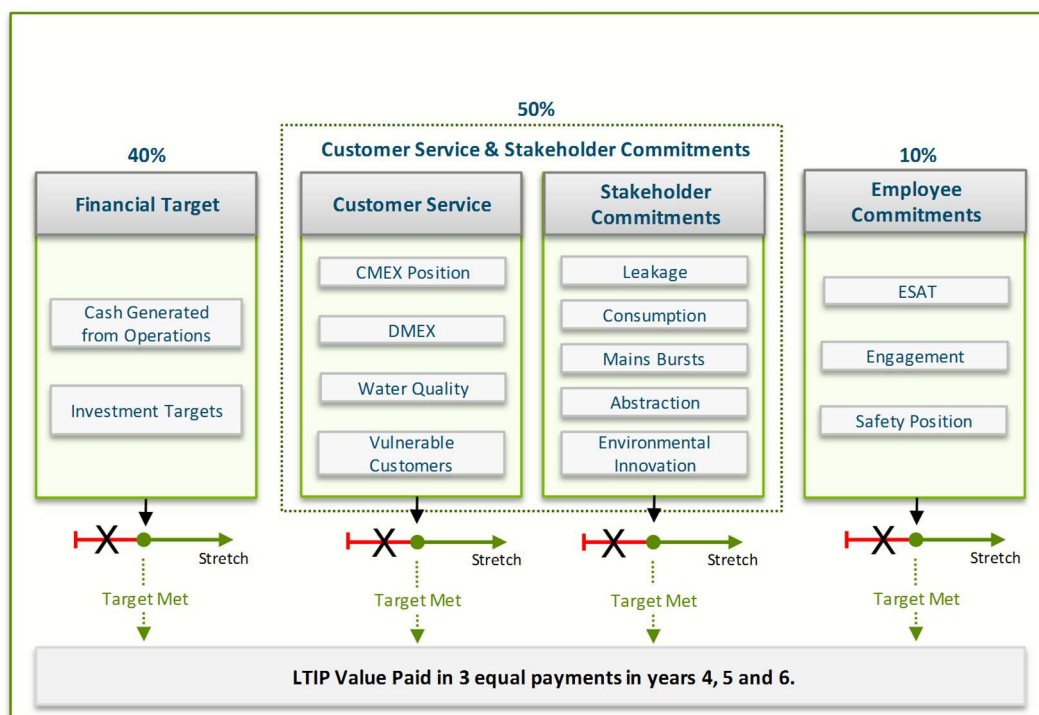 50%
Customer Service & Stakeholder Commitments
40%
10%
Financial Target
Customer Service
Stakeholder
Commitments
Employee
Commitments
Cash Generated
from Operations
Investment Targets
CMEX Position
DMEX
Water Quality
Vulnerable
Customers
Leakage
Consumption
Mains Bursts
Abstraction
Environmental
Innovation
ESAT
Engagement
Safety Position
Stretch
Stretch
Stretch
Stretch
Target Met
Target Met
Target Met
Target Met
LTIP Value Paid in 3 equal payments in years 4, 5 and 6.